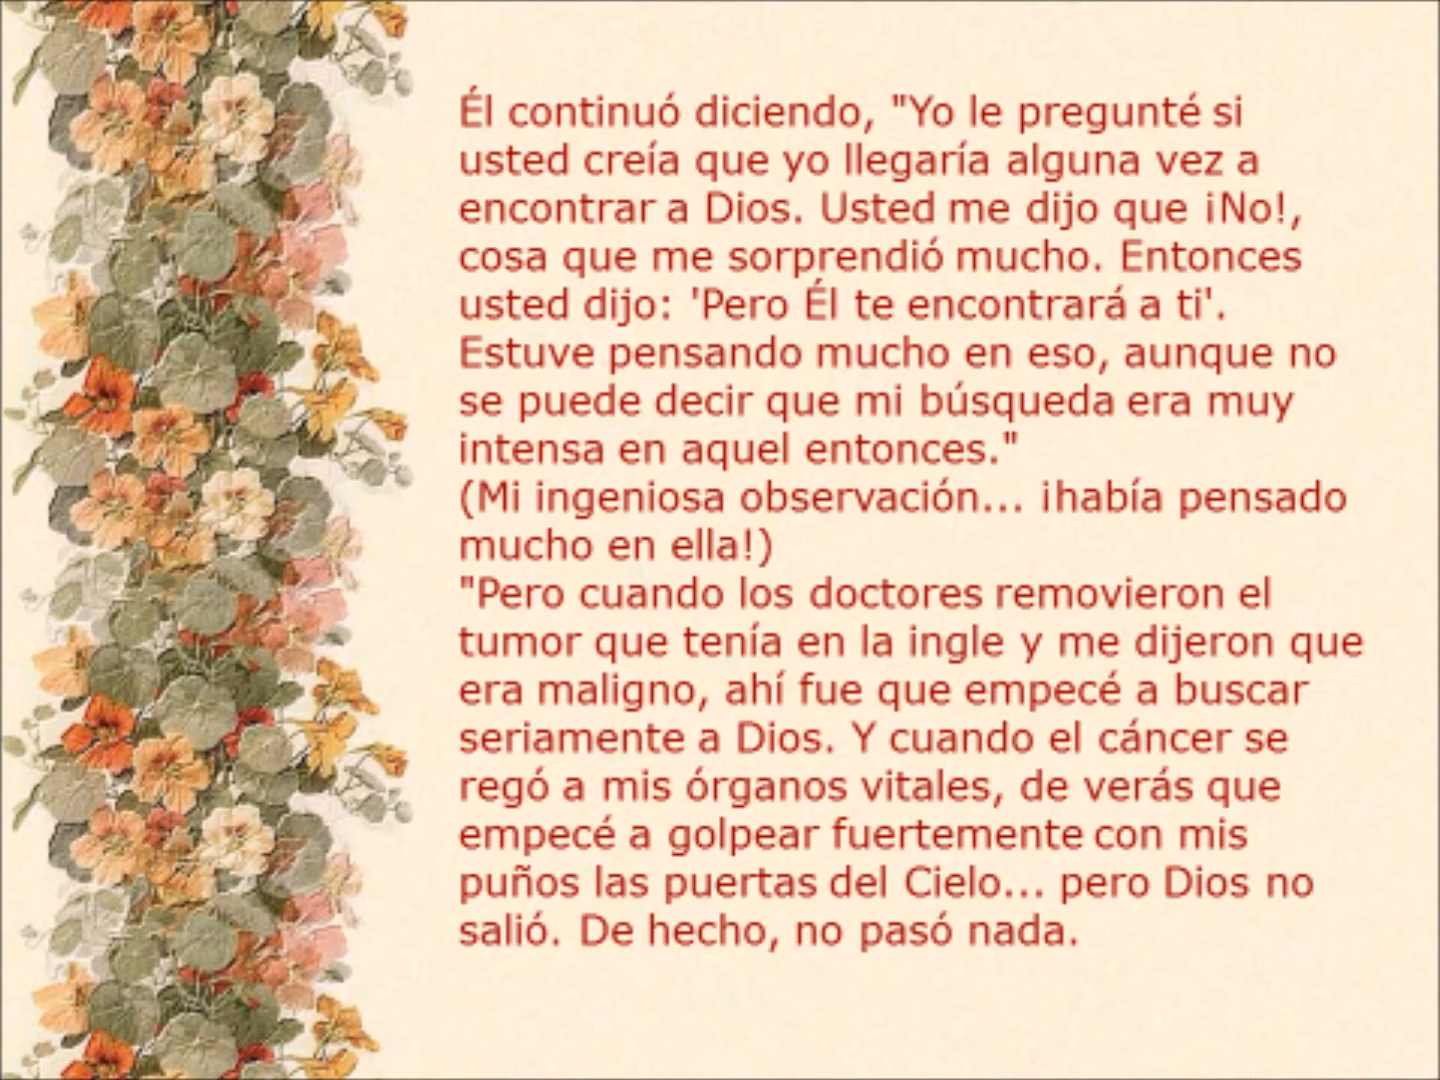 Él continuó diciendo, "Yo le pregunté si
usted creía que yo llegaría alguna vez a
encontrar a Dios. Usted me dijo que ¡No!,
cosa que me sorprendió mucho. Entonces
usted dijo: 'Pero Él te encontrará a ti'.
Estuve pensando mucho en eso, aunque no
se puede decir que mi búsqueda era muy
intensa en aquel entonces."
(Mi ingeniosa observación... ¡había pensado
mucho en ella!)
"Pero cuando los doctores removieron el
tumor que tenía en la ingle y me dijeron que
era maligno, ahí fue que empecé a buscar
seriamente a Dios. Y cuando el cáncer se
regó a mis órganos vitales, de verás que
empecé a golpear fuertemente con mis
puños las puertas del Cielo... pero Dios no
salió. De hecho, no pasó nada.